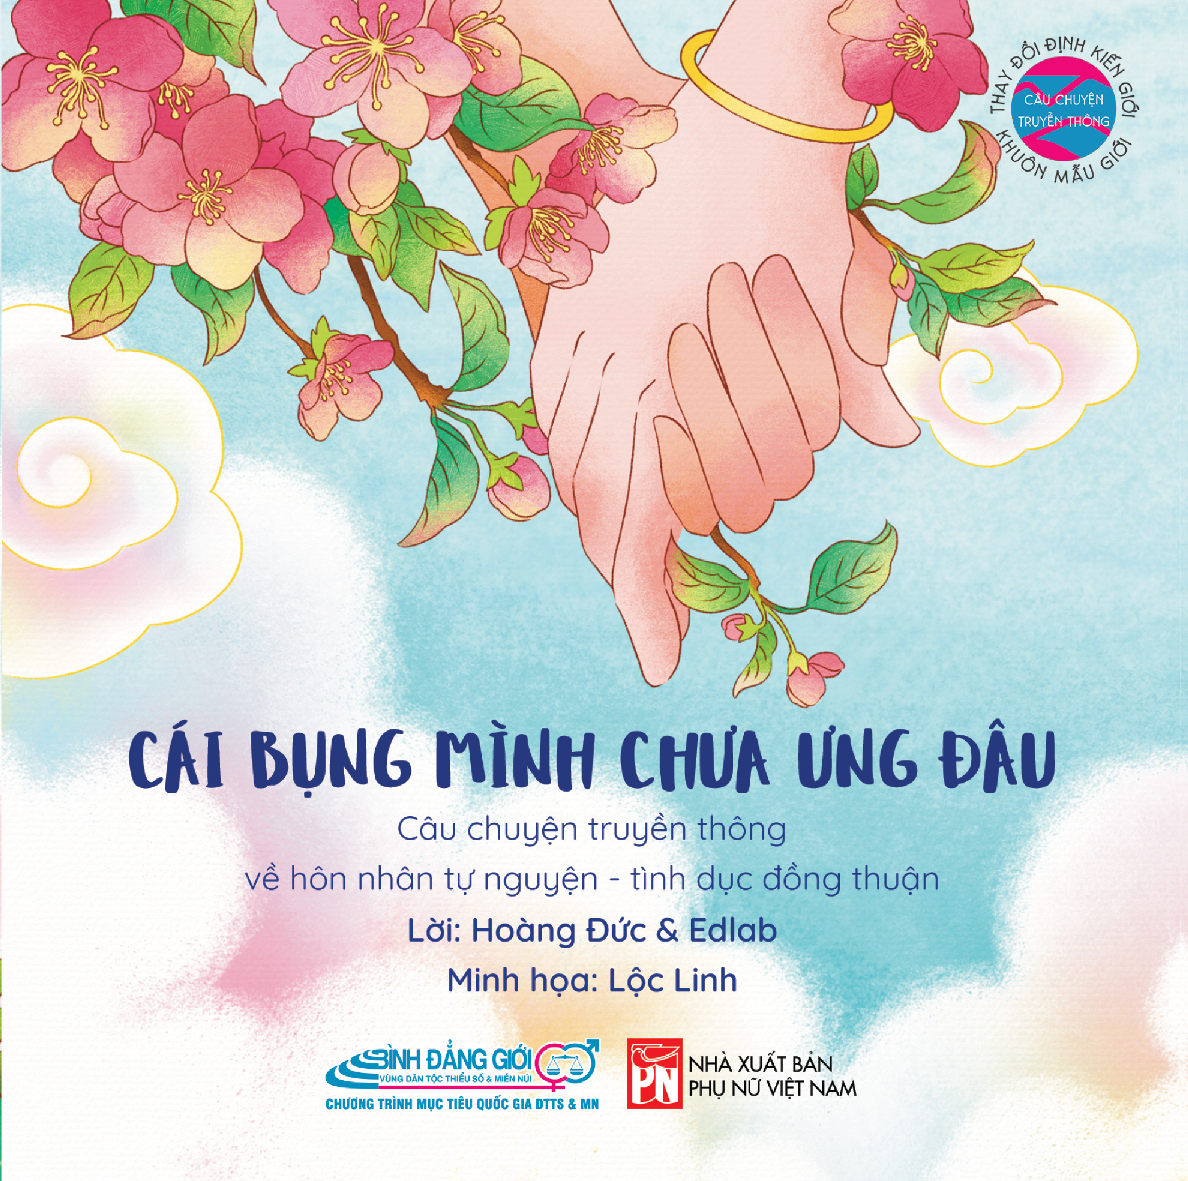 THAY ĐỔI ĐỊNH KIẾN GIỚI
CÂU CHUYỆN
TRUYỀN THÔNG
KHUÔN MẪU GIỚI
CÁI BỤNG MÌNH CHƯA ƯNG ĐÂU
Câu chuyện truyền thông
về hôn nhân tự nguyện - tình dục đồng thuận
Lời: Hoàng Đức & Edlab
Minh họa: Lộc Linh
BÌNH ĐẲNG GIỚI
VÙNG DÂN TỘC THIỂU SỐ & MIỀN NÚI
CHƯƠNG TRÌNH MỤC TIÊU QUỐC GIA DTTS & MN
PN
NHÀ XUẤT BẢN
PHỤ NỮ VIỆT NAM